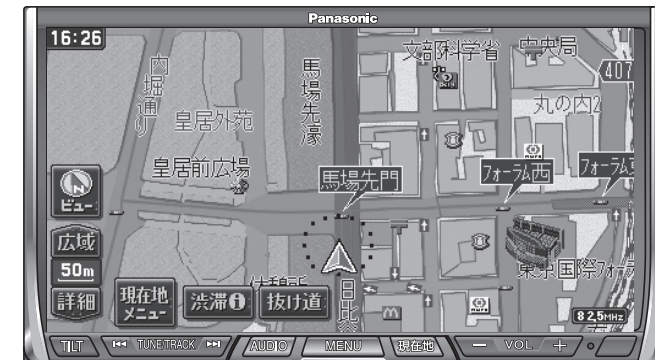 Panasonic
16:26
文部科学省
中央局
407
内堀通り
馬場先濠
皇居外苑
丸の内2
皇居前広場
馬場先門
フォーラム西
フォーラム
ビュー
広域
50m
東京国際フォーラ
詳細
現在地
メニュー
渋滞
抜け道
休憩所
日比
82.5MHz
TILT
TUNE/TRACK
AUDIO
MENU
現在地
VOL